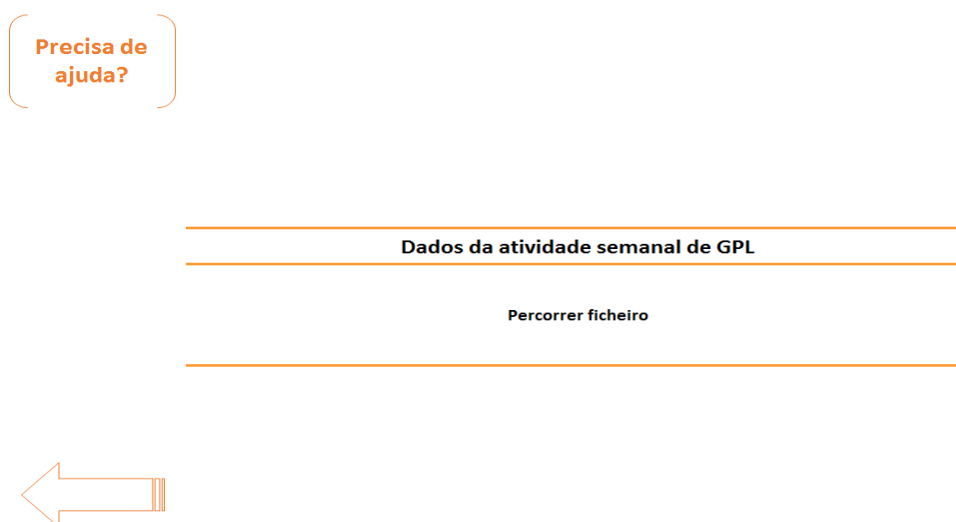 Precisa de
ajuda?
Dados da atividade semanal de GPL
Percorrer ficheiro